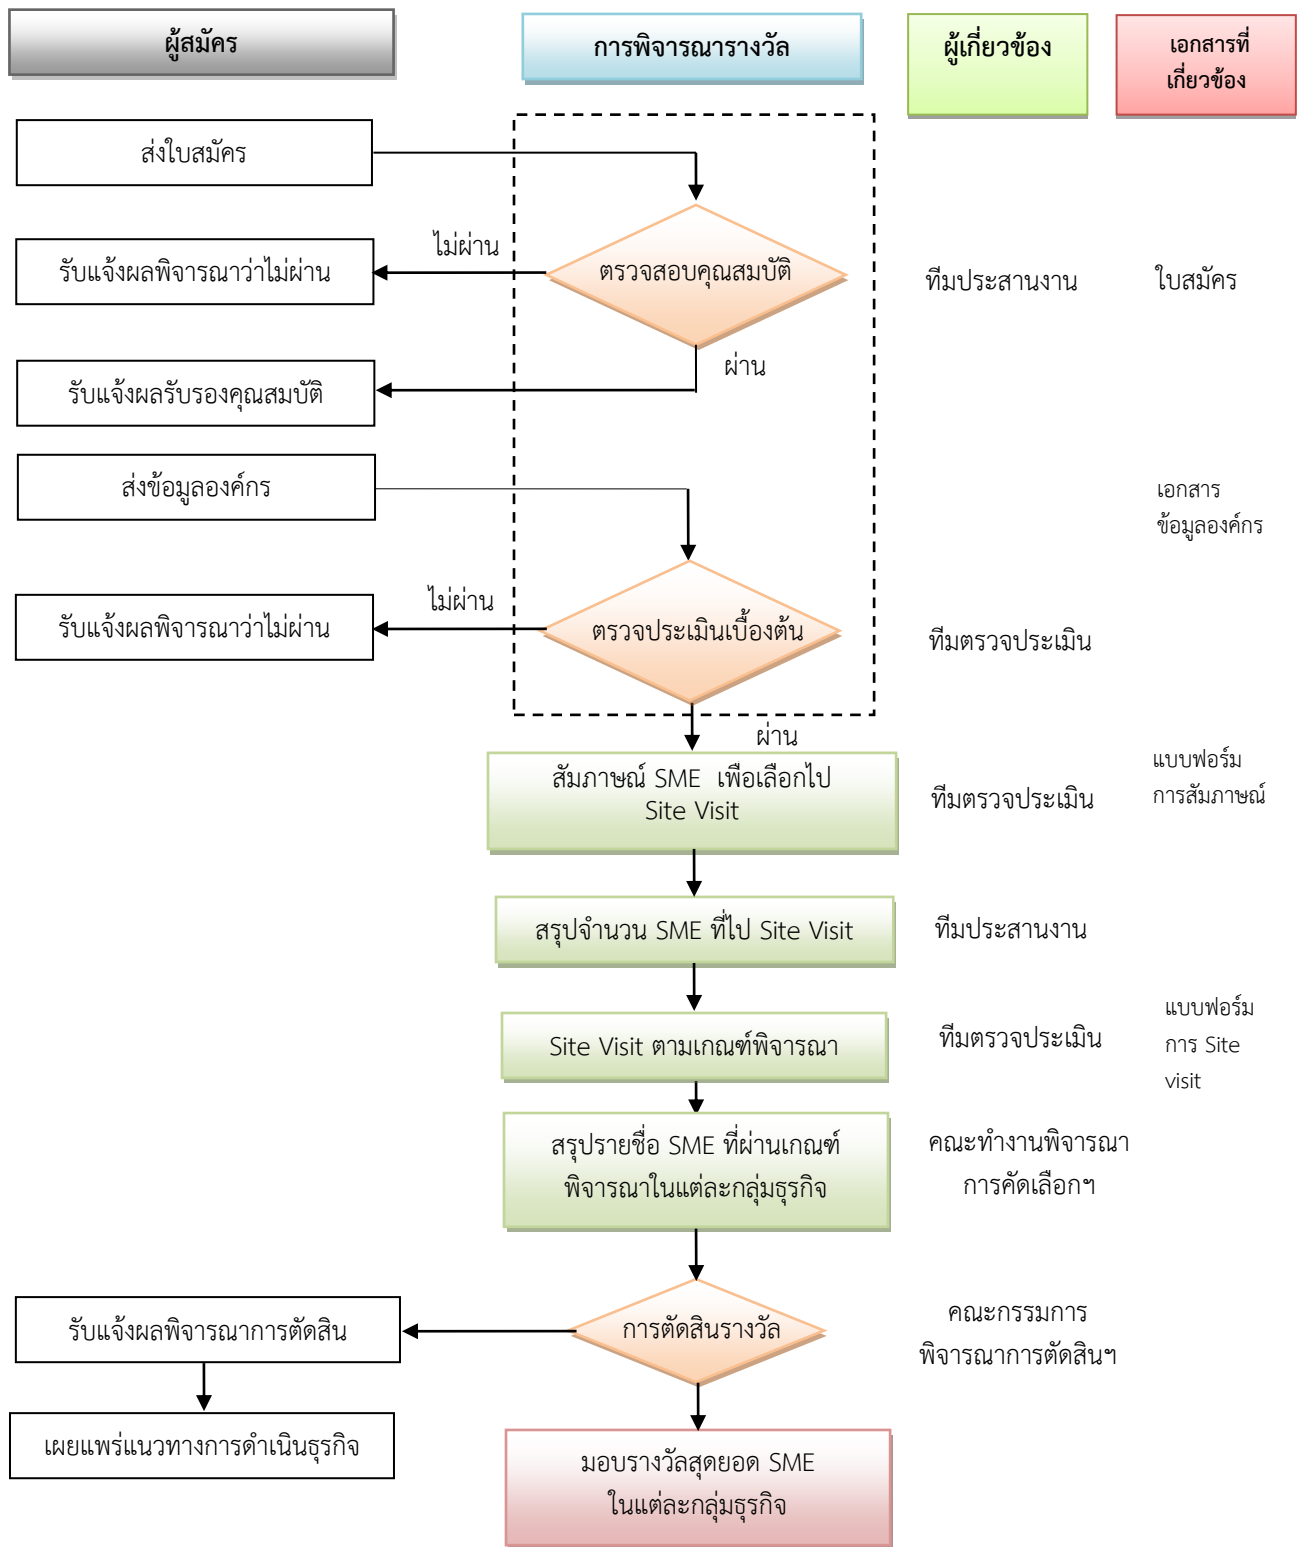 ผู้สมัคร
การพิจารณารางวัล
ผู้เกี่ยวข้อง
เอกสารที่
เกี่ยวข้อง
ส่งใบสมัคร
ไม่ผ่าน
รับแจ้งผลพิจารณาว่าไม่ผ่าน
ตรวจสอบคุณสมบัติ
ทีมประสานงาน
ใบสมัคร
ผ่าน
รับแจ้งผลรับรองคุณสมบัติ
ส่งข้อมูลองค์กร
เอกสาร
ข้อมูลองค์กร
ไม่ผ่าน
รับแจ้งผลพิจารณาว่าไม่ผ่าน
ตรวจประเมินเบื้องต้น
ทีมตรวจประเมิน
ผ่าน
สัมภาษณ์ SME เพือเลือกไป
Site Visit
ทีมตรวจประเมิน
แบบฟอร์ม
การสัมภาษณ์
สรุปจำนวน SME ที่ไป Site Visit
ทีมประสานงาน
Site Visit ตามเกณฑ์พิจารณา
ทีมตรวจประเมิน
แบบฟอร์ม
การ Site
visit
สรุปรายชื่อ SME ที่ผ่านเกณฑ์
พิจารณาในแต่ละกลุ่มธุรกิจ
คณะทำงานพิจารณา
การคัดเลือกฯ
รับแจ้งผลพิจารณาการตัดสิน
การตัดสินรางวัล
คณะกรรมการ
พิจารณาการตัดสินฯ
เผยแพร่แนวทางการดำเนินธุรกิจ
มอบรางวัลสุดยอด SME
ในแต่ละกลุ่มธุรกิจ